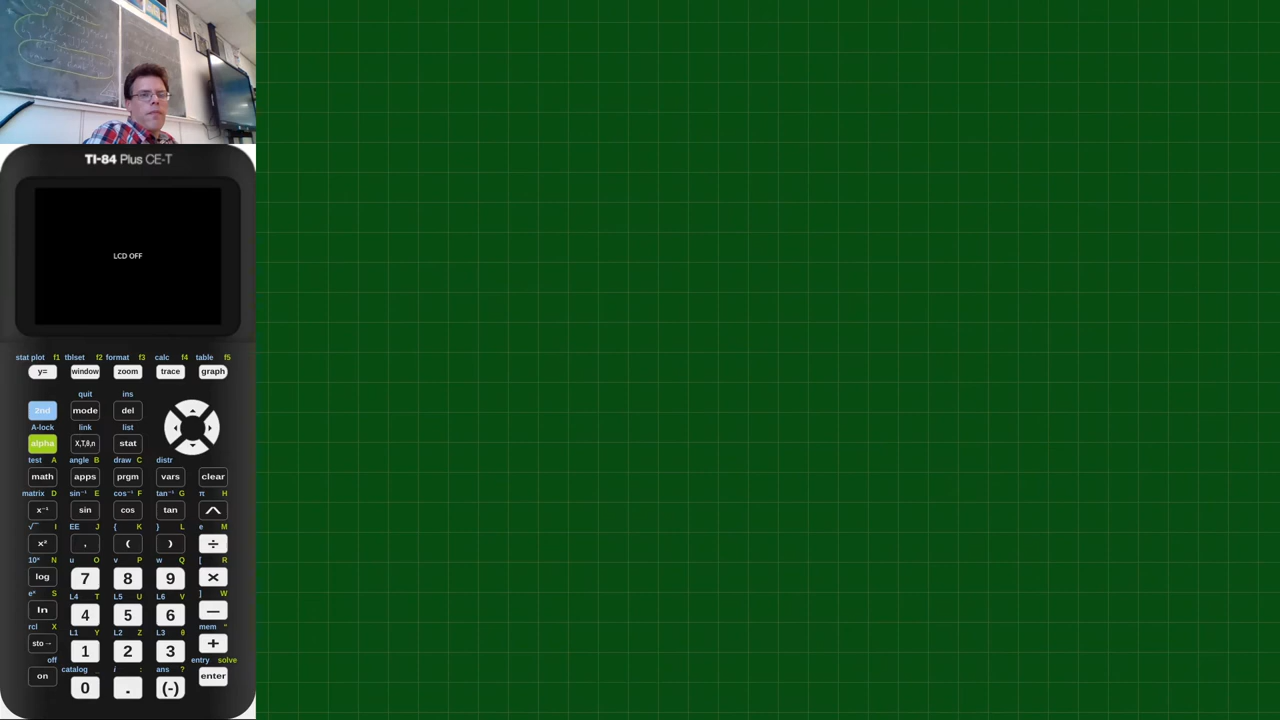 TI-84 Plus CE-T
LCD OFF
stat plot f1 tblset f2 format f3 calc f4 table f5
y= window zoom trace graph
quit ins
2nd mode del
A-lock link list
alpha X,T,θ,n stat
test A angle B draw C distr
math apps prgm vars clear
matrix D sin⁻¹ E cos⁻¹ F tan⁻¹ G π H
x⁻¹ sin cos tan ^
√‾ I EE J { K } L e M
x² , ( ) ÷
10ˣ N u O v P w Q [ R
log 7 8 9 ×
eˣ S L4 T L5 U L6 V ] W
ln 4 5 6 —
rcl X L1 Y L2 Z L3 θ mem "
sto→ 1 2 3 +
off catalog i : ans ? entry solve
on 0 . (-) enter